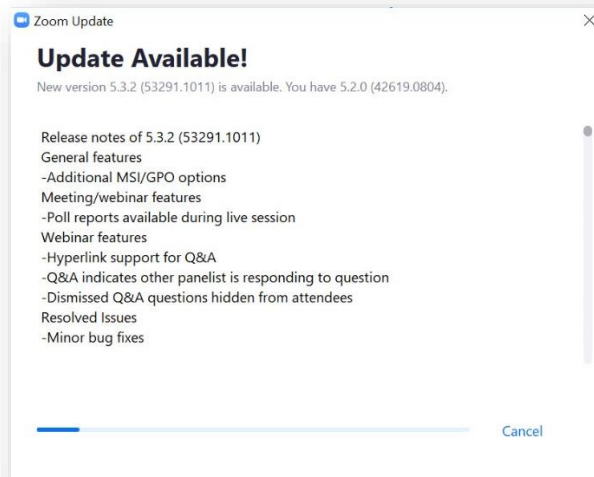 Zoom Update
Update Available!
New version 5.3.2 (53291.1011) is available. You have 5.2.0 (42619.0804).
Release notes of 5.3.2 (53291.1011)
General features
-Additional MSI/GPO options
Meeting/webinar features
-Poll reports available during live session
Webinar features
-Hyperlink support for Q&A
-Q&A indicates other panelist is responding to question
-Dismissed Q&A questions hidden from attendees
Resolved Issues
-Minor bug fixes
Cancel